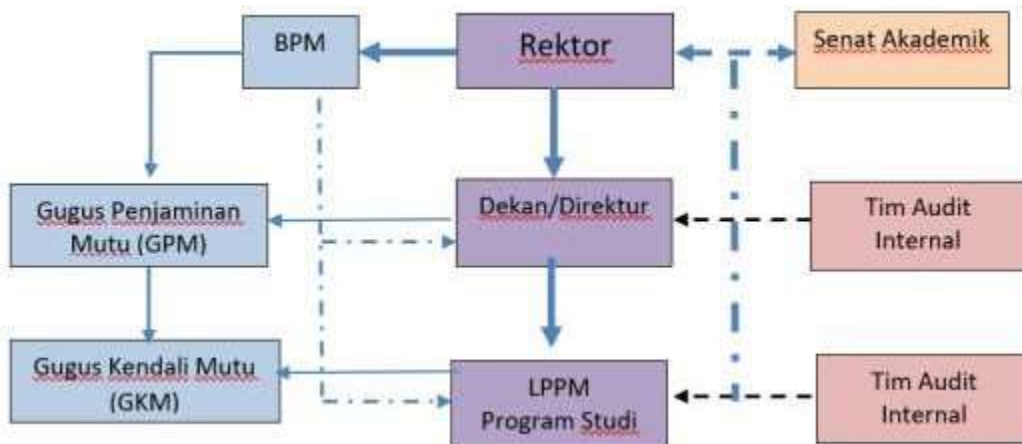 BPM
Rektor
Senat Akademik
Gugus Penjaminan
Mutu (GPM)
Dekan/Direktur
Tim Audit
Internal
Gugus Kendali Mutu
(GKM)
LPPM
Program Studi
Tim Audit
Internal